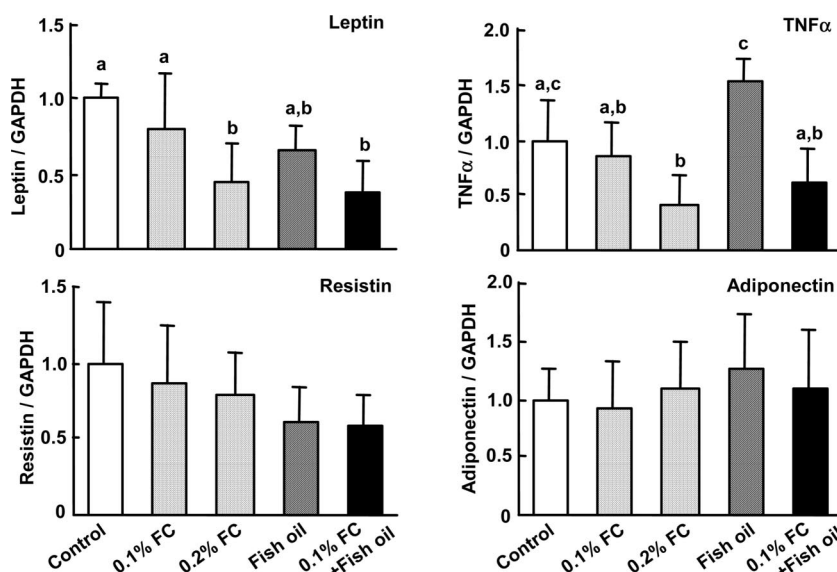 Leptin
Leptin / GAPDH
1.5
1.0
0.5
0
a
a
b
a,b
b
TNFα
TNFα / GAPDH
2.0
1.5
1.0
0.5
0
a,c
a,b
b
c
a,b
Resistin
Resistin / GAPDH
1.5
1.0
0.5
0
Control
0.1% FC
0.2% FC
Fish oil
0.1% FC
+Fish oil
Adiponectin
Adiponectin / GAPDH
2.0
1.5
1.0
0.5
0
Control
0.1% FC
0.2% FC
Fish oil
0.1% FC
+Fish oil